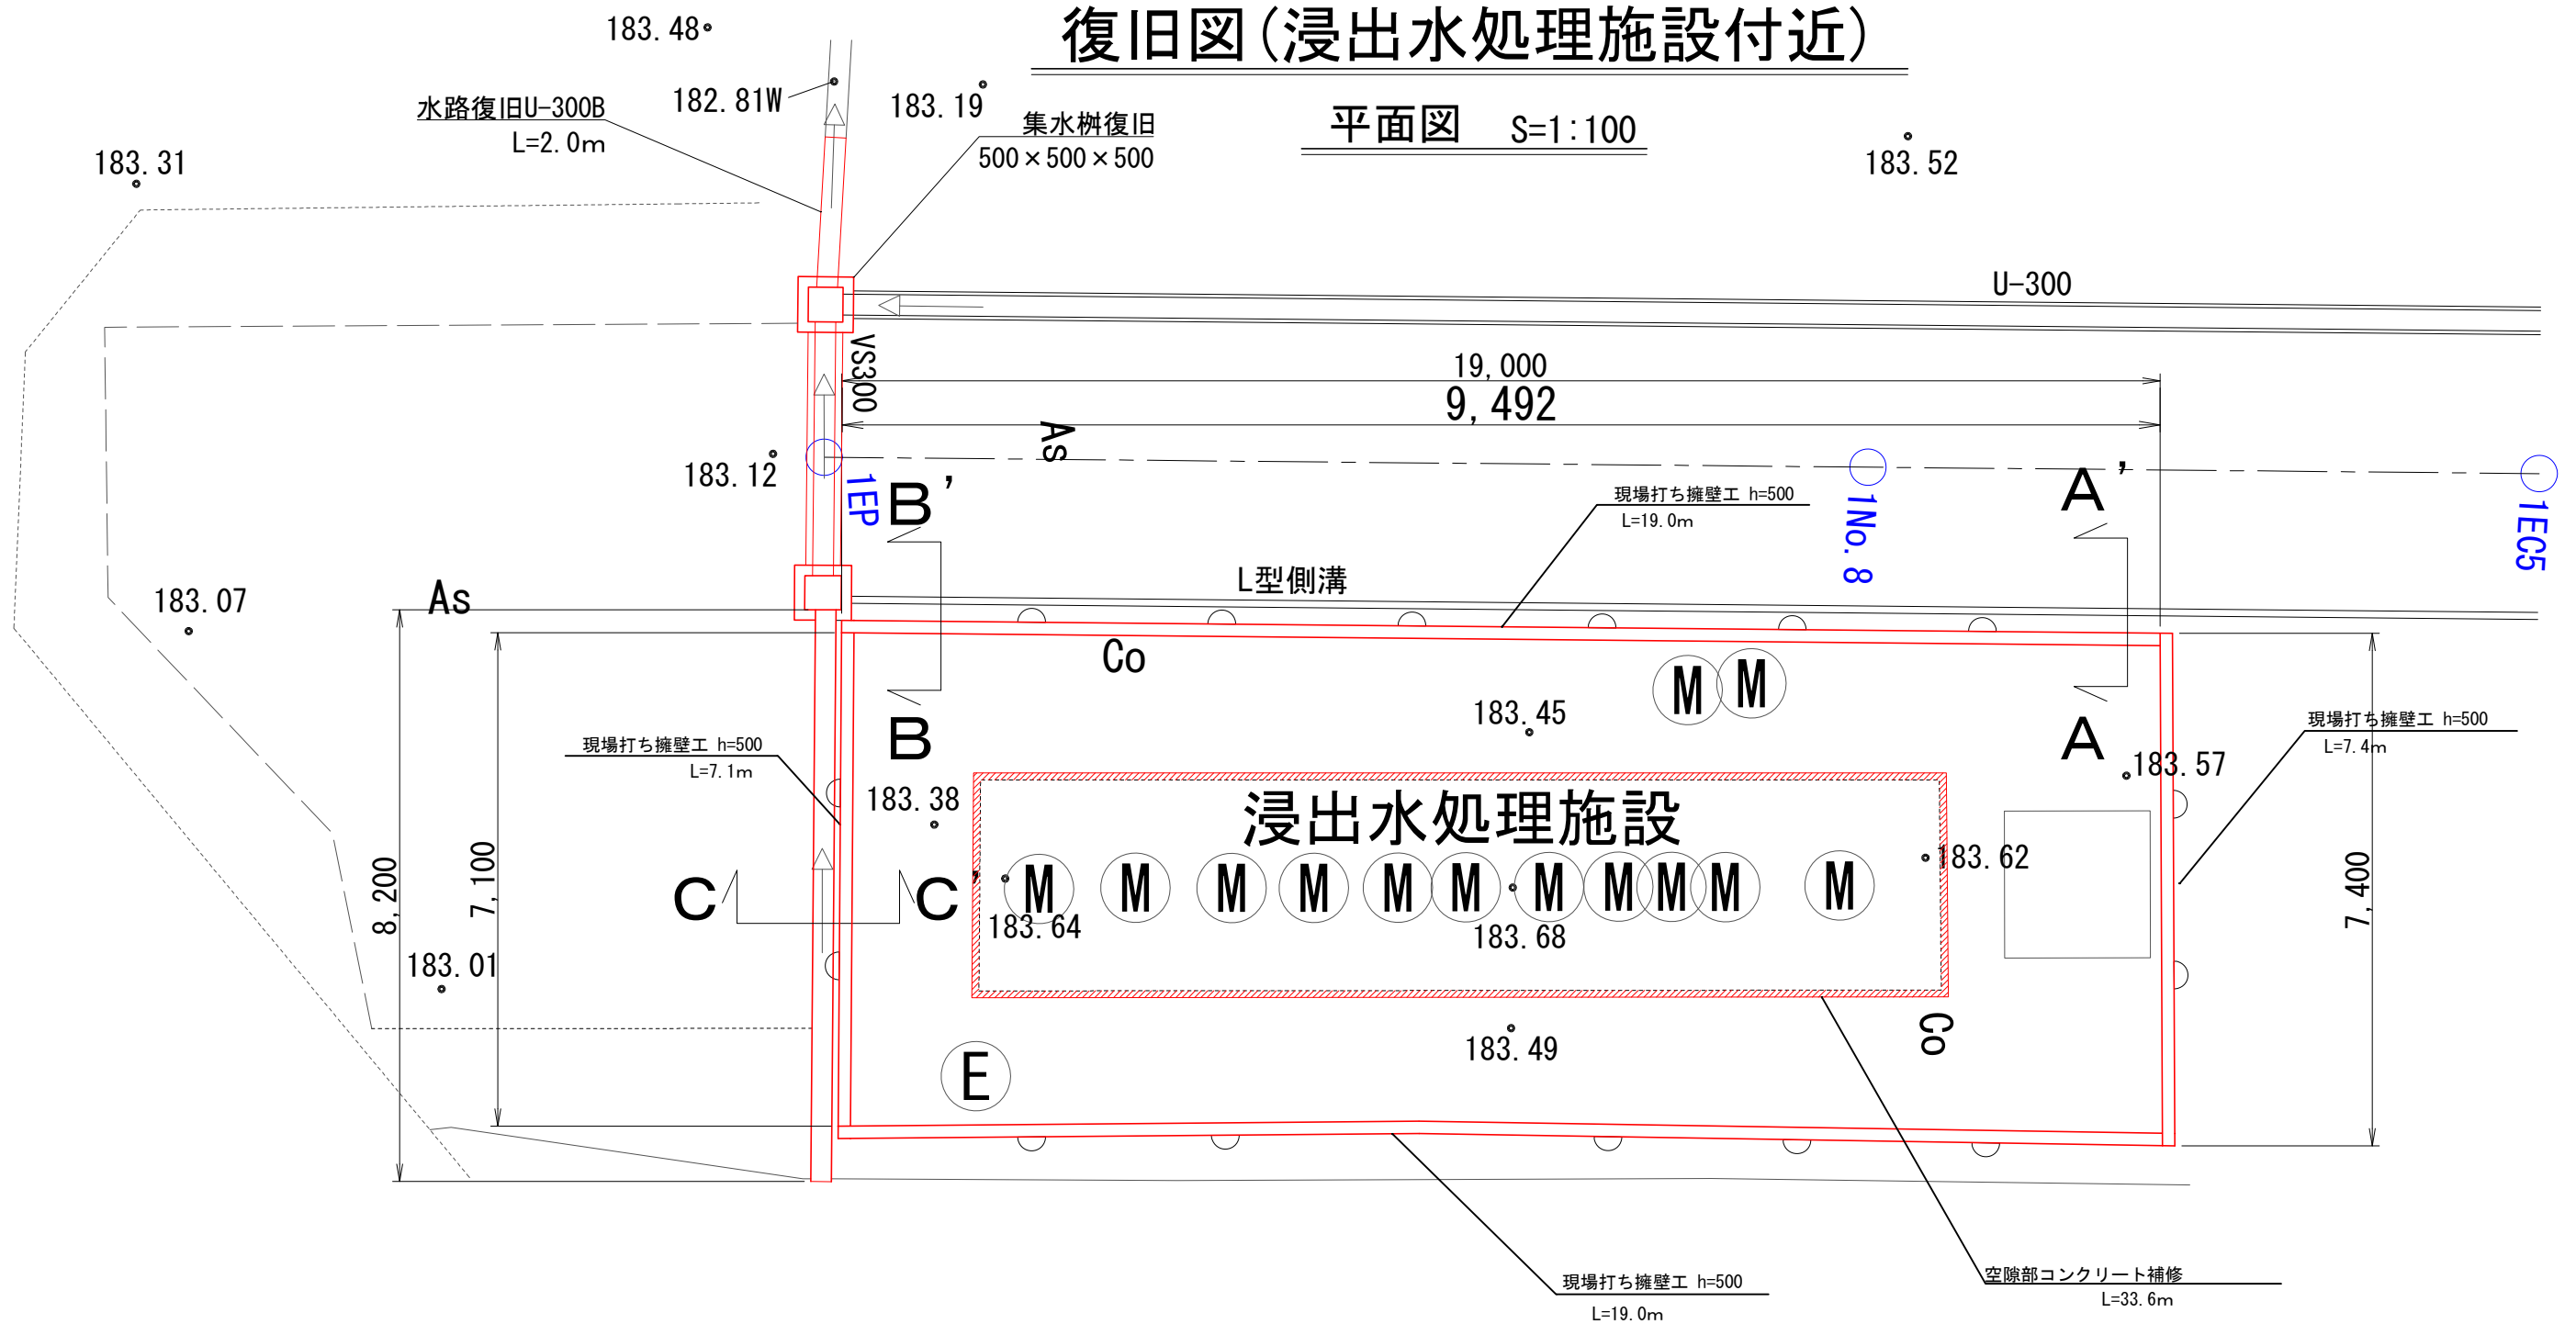 復旧図(浸出水処理施設付近)
平面図 S=1:100
183.48
182.81W
183.19
水路復旧U-300B
L=2.0m
集水桝復旧
500×500×500
183.31
183.52
U-300
VS300
19,000
9,492
As
183.12
1EP
B'
現場打ち擁壁工 h=500
L=19.0m
1No.8
A'
1EC5
L型側溝
183.07
As
Co
M
M
183.45
現場打ち擁壁工 h=500
L=7.1m
B
A
現場打ち擁壁工 h=500
L=7.4m
183.57
183.38
浸出水処理施設
183.62
8,200
7,100
C
C'
M
M
M
M
M
M
M
M
M
M
M
7,400
183.64
183.68
183.01
183.49
Co
E
現場打ち擁壁工 h=500
L=19.0m
空隙部コンクリート補修
L=33.6m